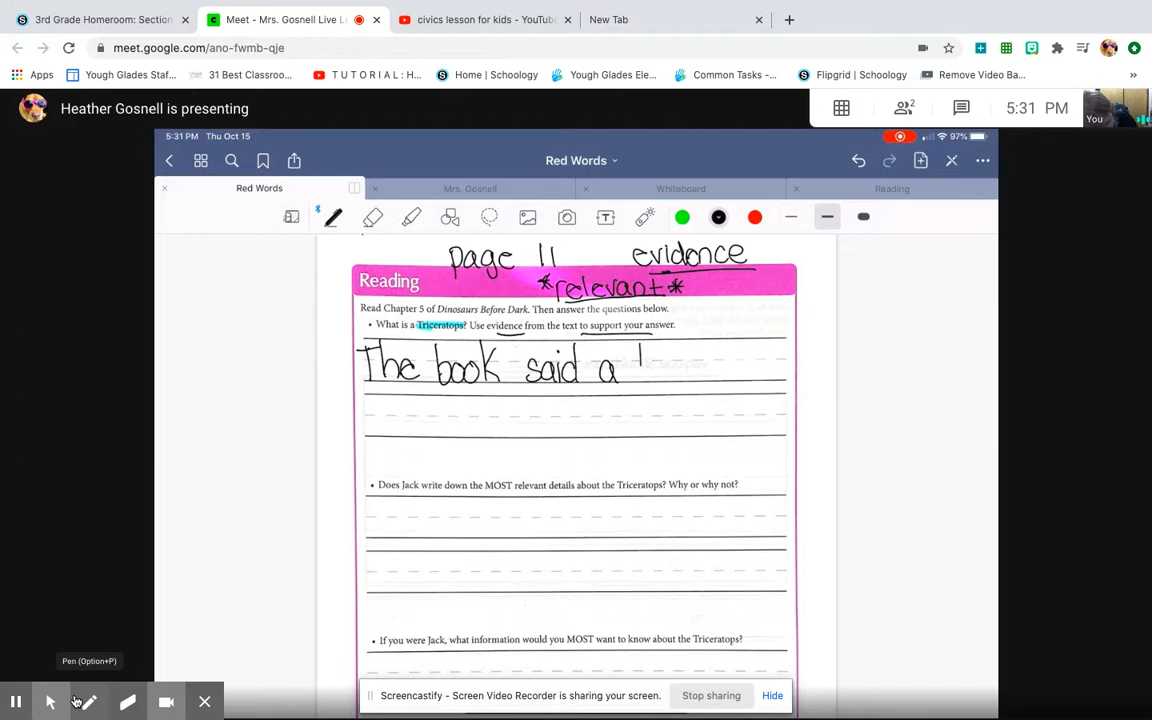 3rd Grade Homeroom: Section
Meet - Mrs. Gosnell Live L
civics lesson for kids - YouTube
New Tab
meet.google.com/ano-fwmb-qje
Apps
Yough Glades Staf...
31 Best Classroo...
T U T O R I A L : H...
Home | Schoology
Yough Glades Ele...
Common Tasks -...
Flipgrid | Schoology
Remove Video Ba...
Heather Gosnell is presenting
2
5:31 PM
You
5:31 PM Thu Oct 15
97%
Red Words
Red Words
Mrs. Gosnell
Whiteboard
Reading
page 11 evidence
Reading
*relevant*
Read Chapter 5 of Dinosaurs Before Dark. Then answer the questions below.
• What is a Triceratops? Use evidence from the text to support your answer.
The book said a
• Does Jack write down the MOST relevant details about the Triceratops? Why or why not?
• If you were Jack, what information would you MOST want to know about the Triceratops?
Pen (Option+P)
Screencastify - Screen Video Recorder is sharing your screen.
Stop sharing
Hide